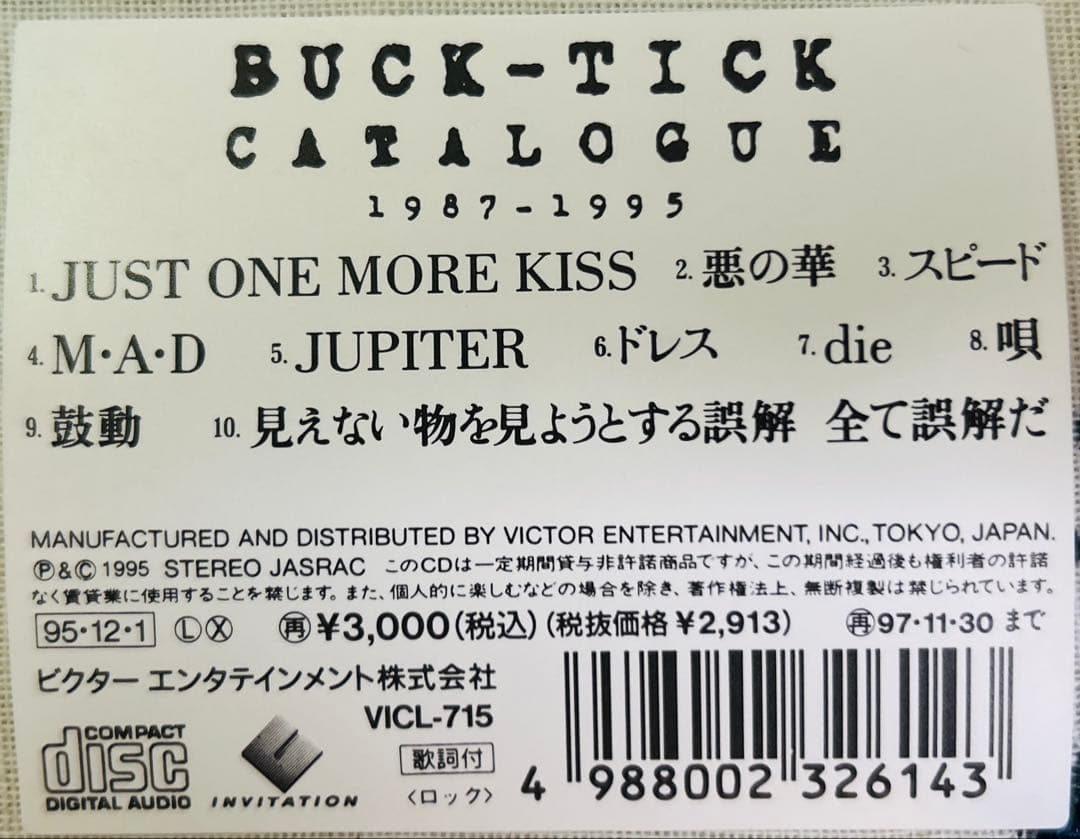 BUCK-TICK
CATALOGUE
1987-1995
1. JUST ONE MORE KISS 2. 悪の華 3. スピード
4. M・A・D 5. JUPITER 6. ドレス 7. die 8. 唄
9. 鼓動 10. 見えない物を見ようとする誤解 全て誤解だ
MANUFACTURED AND DISTRIBUTED BY VICTOR ENTERTAINMENT, INC., TOKYO, JAPAN.
Ⓟ&Ⓒ 1995 STEREO JASRAC このCDは一定期間貸与非許諾商品ですが、この期間経過後も権利者の許諾
なく賃貸業に使用することを禁じます。また、個人的に楽しむなどの場合を除き、著作権法上、無断複製は禁じられています。
95・12・1 ⓁⓍ ㊢再 ¥3,000(税込)(税抜価格¥2,913) 再97・11・30まで
ビクター エンタテインメント株式会社
VICL-715
COMPACT
disc
DIGITAL AUDIO
INVITATION
歌詞付
〈ロック〉
4 988002 326143